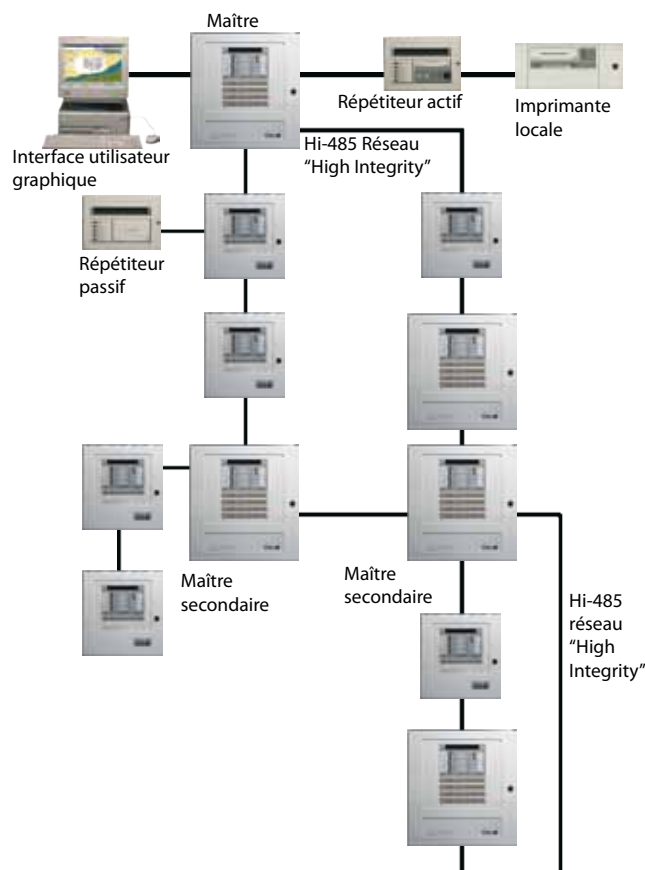 Maître
Répétiteur actif
Imprimante
locale
Interface utilisateur
graphique
Hi-485 Réseau
“High Integrity”
Répétiteur
passif
Maître
secondaire
Maître
secondaire
Hi-485
réseau
“High
Integrity”